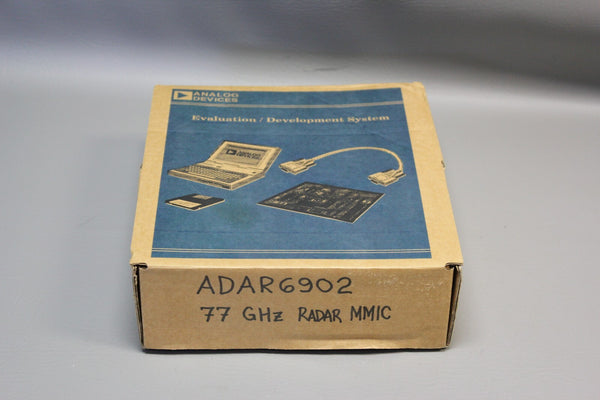 ANALOG
DEVICES
Evaluation / Development System
ADAR6902
77 GHz RADAR MMIC